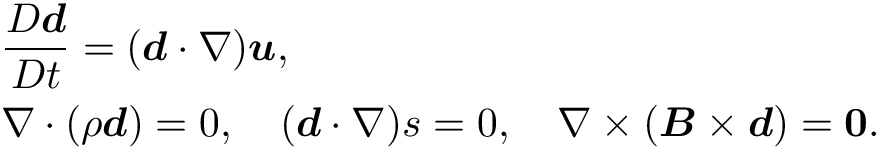 \frac{D\boldsymbol{d}}{Dt} = (\boldsymbol{d} \cdot \nabla)\boldsymbol{u},
\nabla \cdot (\rho\boldsymbol{d}) = 0, \quad (\boldsymbol{d} \cdot \nabla)s = 0, \quad \nabla \times (\boldsymbol{B} \times \boldsymbol{d}) = \mathbf{0}.